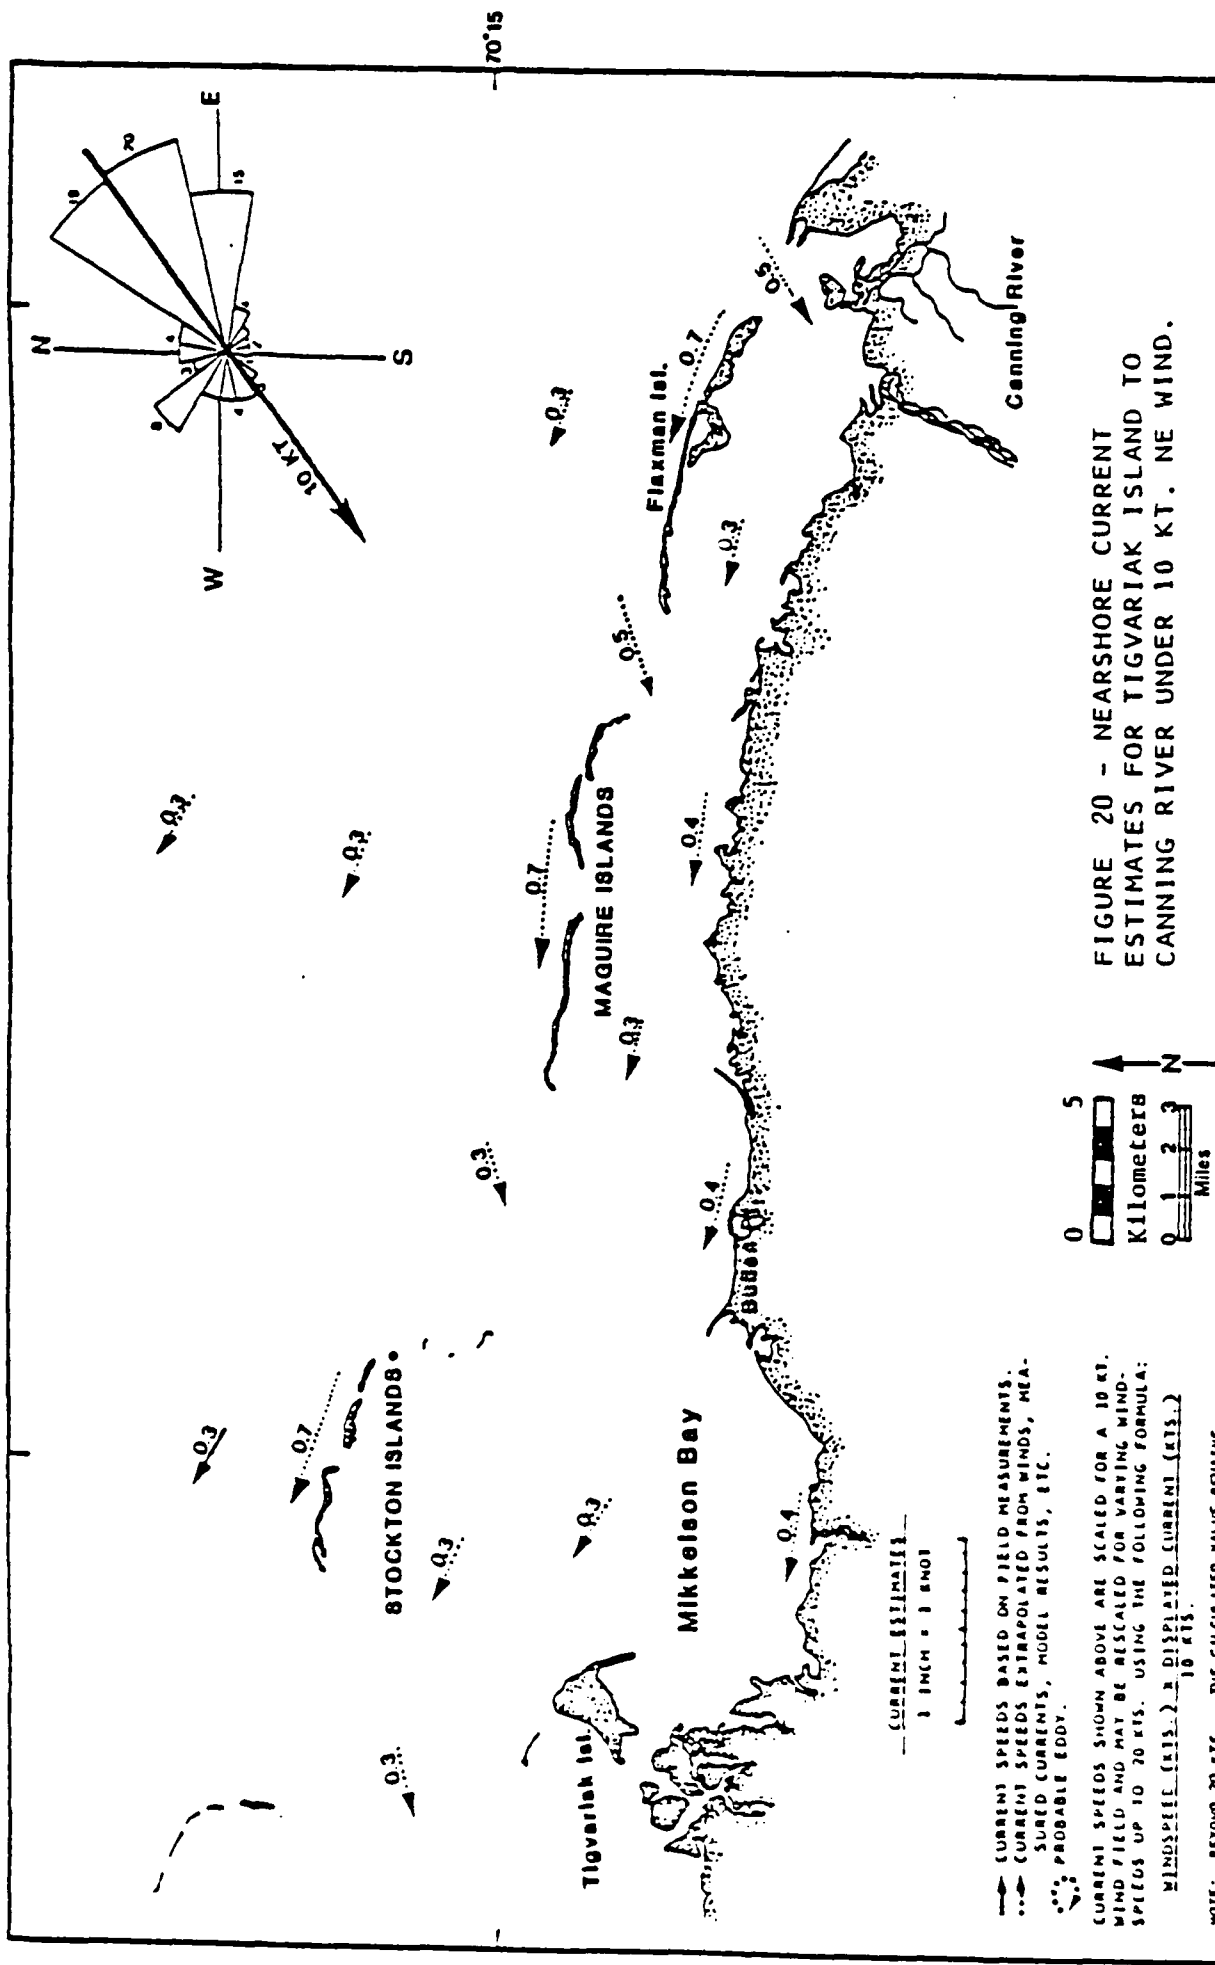 70°15
N
E
S
W
19
20
15
4
3
8
4
10 KT
0.3
0.3
0.3
0.7
STOCKTON ISLANDS
0.3
0.3
0.3
0.3
0.3
0.7
MAGUIRE ISLANDS
0.3
0.5
Flaxman Isl.
0.7
0.3
0.5
0.4
0.4
0.4
Tigvariak Isl.
Mikkelson Bay
Canning River
CURRENT ESTIMATES
1 INCH = 1 KNOT
CURRENT SPEEDS BASED ON FIELD MEASUREMENTS.
CURRENT SPEEDS EXTRAPOLATED FROM WINDS, MEA-
SURED CURRENTS, MODEL RESULTS, ETC.
PROBABLE EDDY.
CURRENT SPEEDS SHOWN ABOVE ARE SCALED FOR A 10 KT.
WIND FIELD AND MAY BE RESCALED FOR VARYING WIND-
SPEEDS UP TO 20 KTS. USING THE FOLLOWING FORMULA:
WINDSPEED (KTS.) X DISPLAYED CURRENT (KTS.)
10 KTS.
0 5
Kilometers
0 1 2 3
Miles
N
FIGURE 20 - NEARSHORE CURRENT
ESTIMATES FOR TIGVARIAK ISLAND TO
CANNING RIVER UNDER 10 KT. NE WIND.